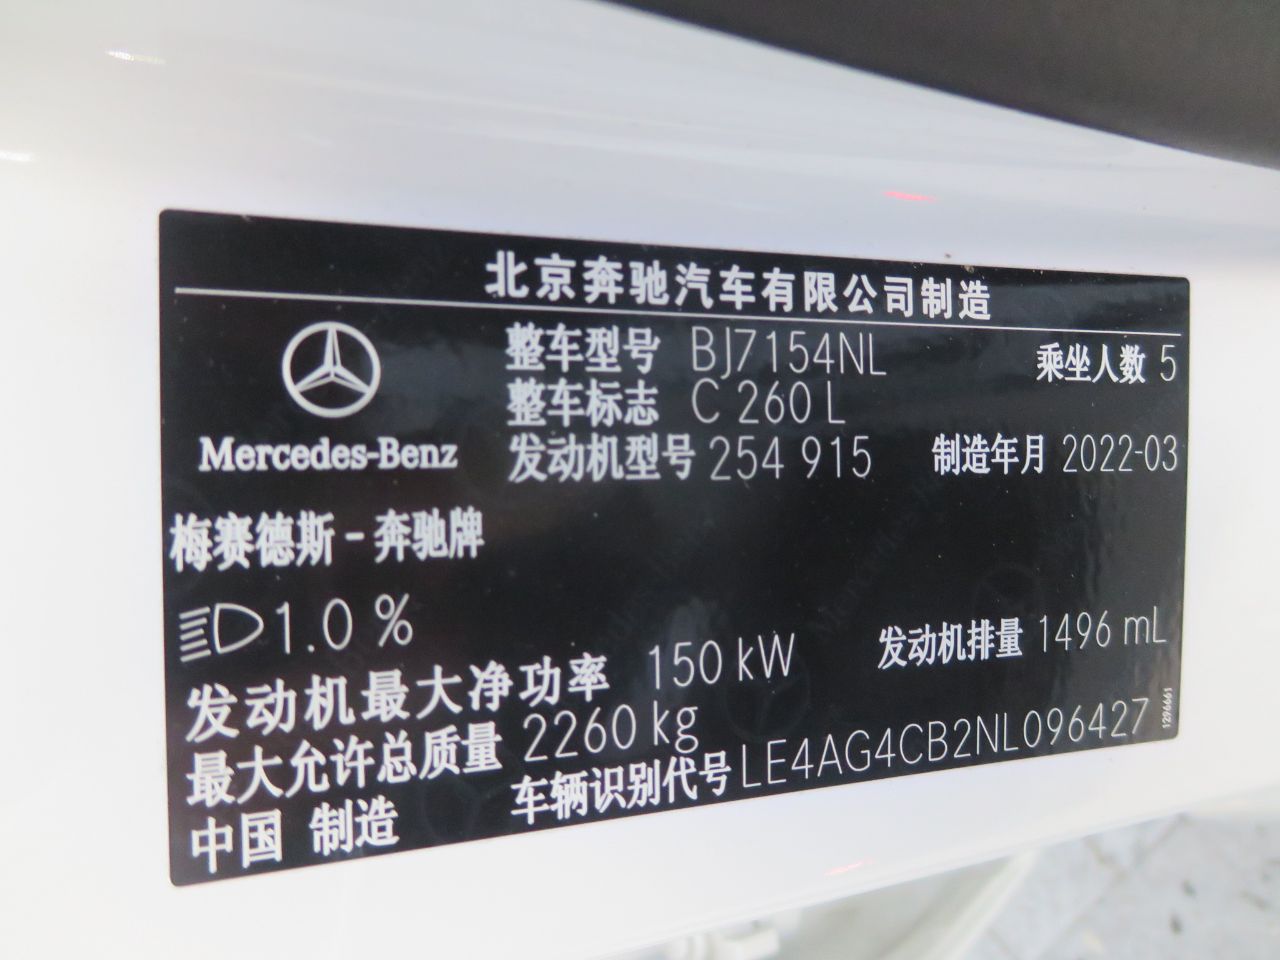 北京奔驰汽车有限公司制造
整车型号 BJ7154NL 乘坐人数 5
整车标志 C 260 L
Mercedes-Benz
发动机型号 254 915 制造年月 2022-03
梅赛德斯-奔驰牌
1.0 %
发动机最大净功率 150 kW 发动机排量 1496 mL
最大允许总质量 2260 kg
中国 制造 车辆识别代号 LE4AG4CB2NL096427
1296661